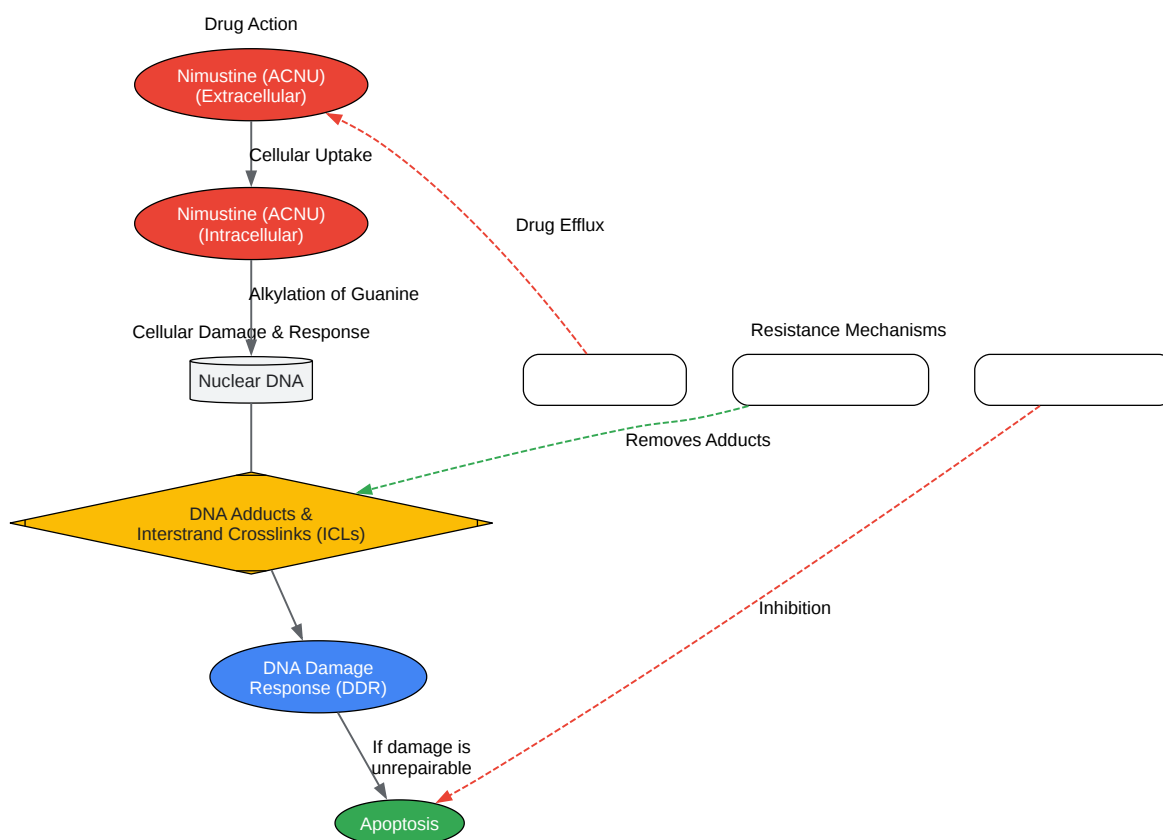 Drug Action
Nimustine (ACNU)
(Extracellular)
Cellular Uptake
Nimustine (ACNU)
(Intracellular)
Drug Efflux
Alkylation of Guanine
Cellular Damage & Response
Resistance Mechanisms
Nuclear DNA
Removes Adducts
DNA Adducts &
Interstrand Crosslinks (ICLs)
Inhibition
DNA Damage
Response (DDR)
If damage is
unrepairable
Apoptosis